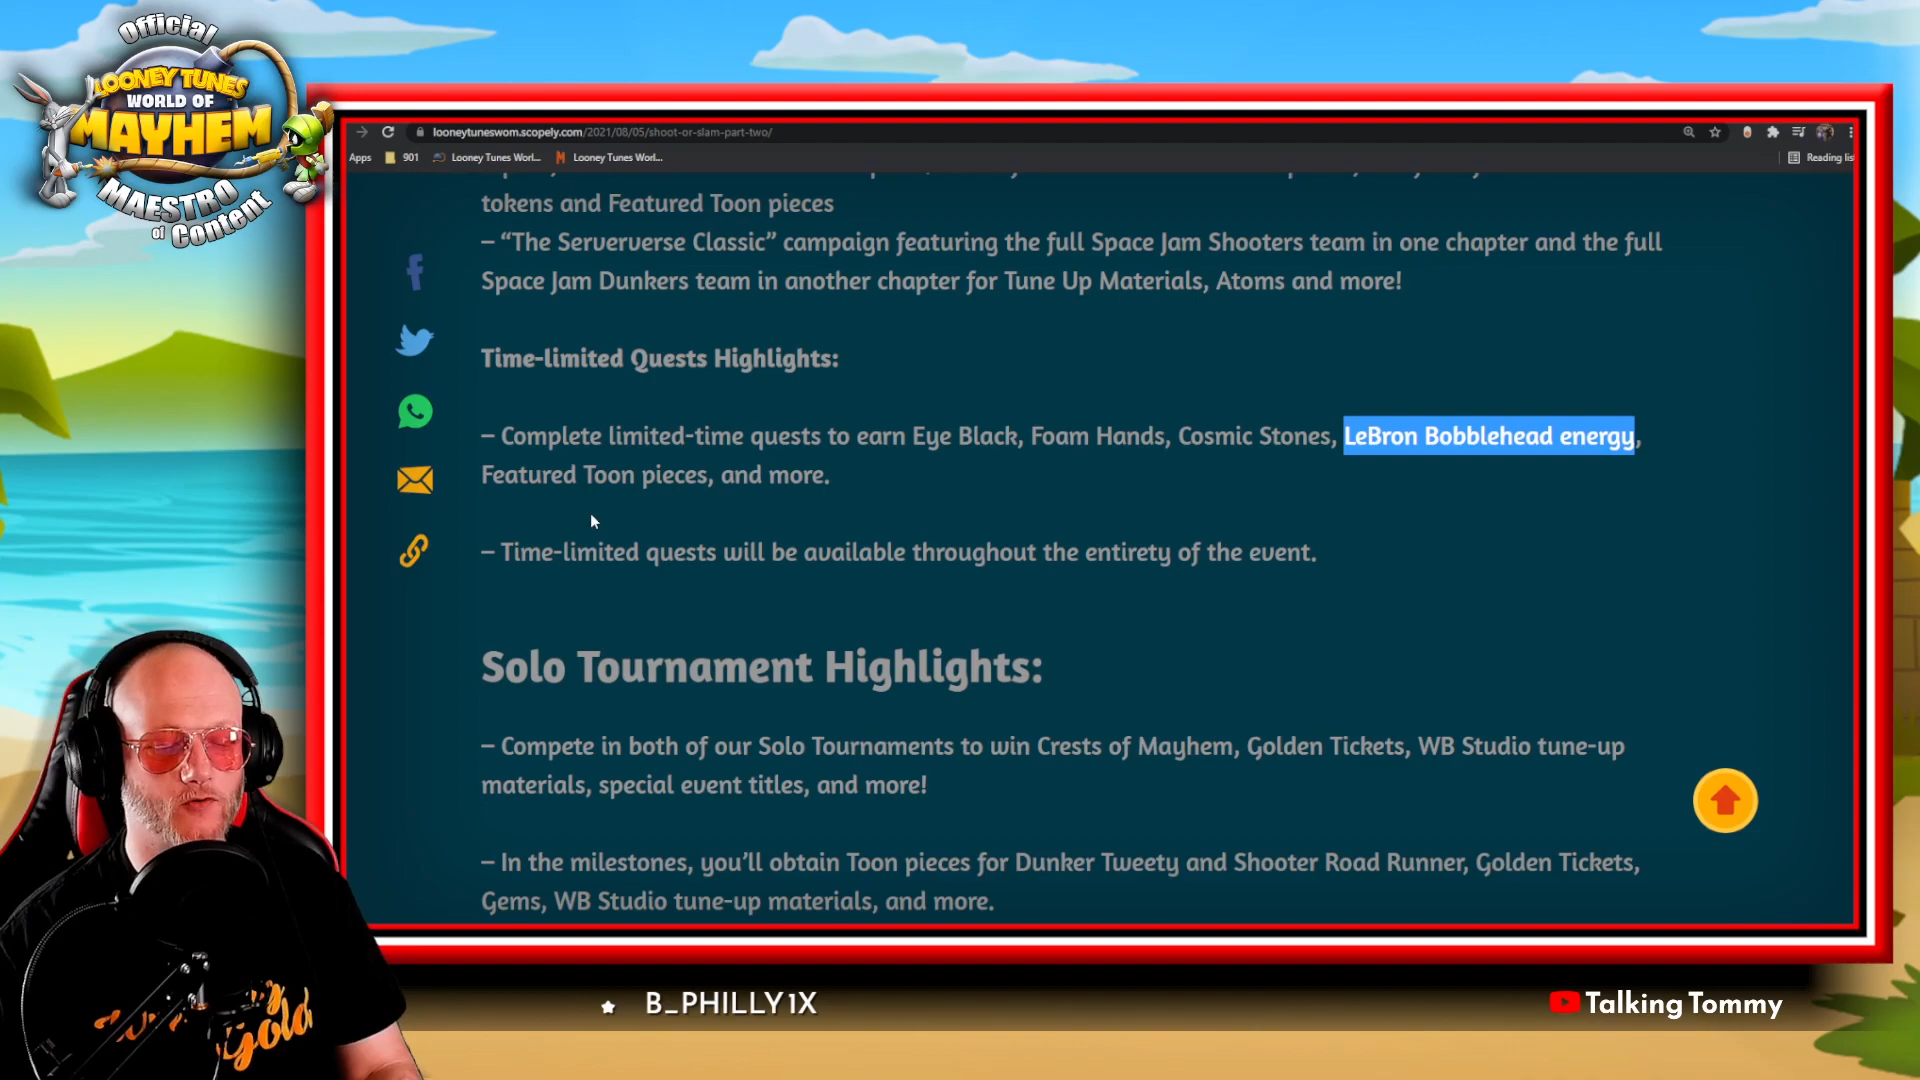 Official
LOONEY TUNES
WORLD OF
MAYHEM
MAESTRO
of Content
looneytuneswom.scopely.com/2021/08/05/shoot-or-slam-part-two/
Apps 901 Looney Tunes Worl... Looney Tunes Worl... Reading lis
tokens and Featured Toon pieces
– “The Serververse Classic” campaign featuring the full Space Jam Shooters team in one chapter and the full
Space Jam Dunkers team in another chapter for Tune Up Materials, Atoms and more!
Time-limited Quests Highlights:
– Complete limited-time quests to earn Eye Black, Foam Hands, Cosmic Stones, LeBron Bobblehead energy,
Featured Toon pieces, and more.
– Time-limited quests will be available throughout the entirety of the event.
Solo Tournament Highlights:
– Compete in both of our Solo Tournaments to win Crests of Mayhem, Golden Tickets, WB Studio tune-up
materials, special event titles, and more!
– In the milestones, you’ll obtain Toon pieces for Dunker Tweety and Shooter Road Runner, Golden Tickets,
Gems, WB Studio tune-up materials, and more.
Gold
B_PHILLY1X
Talking Tommy